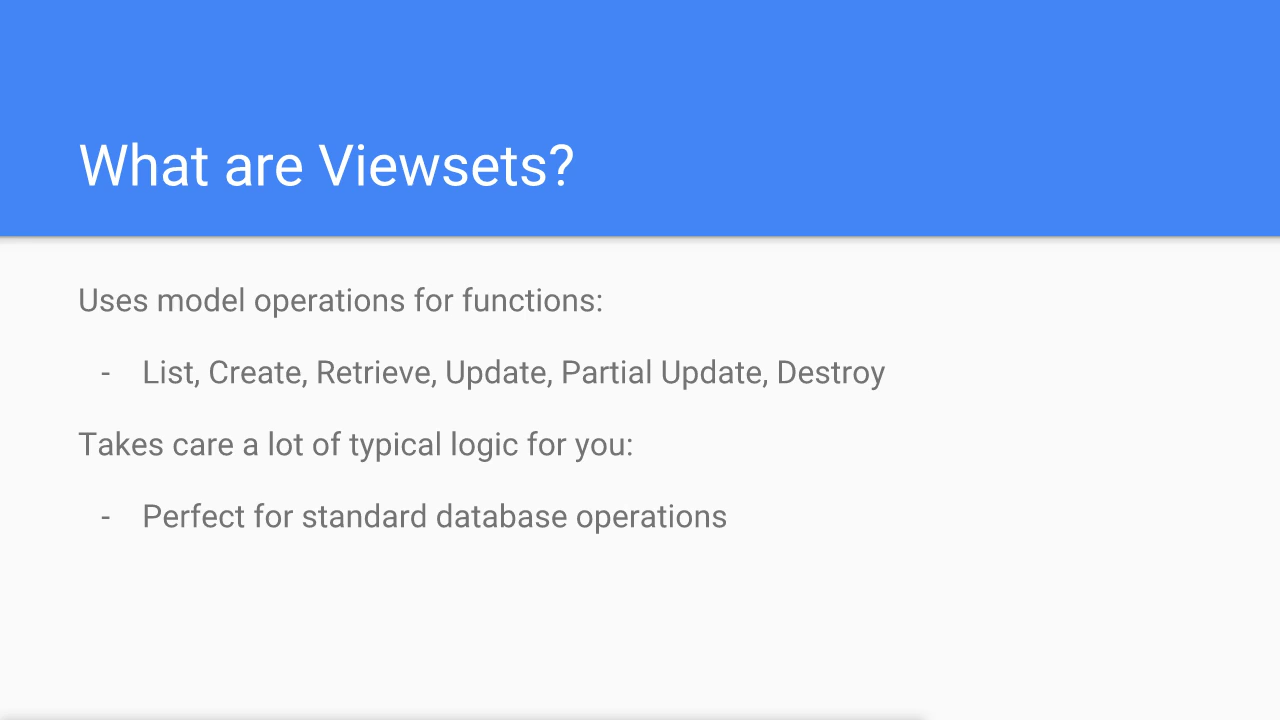 What are Viewsets?
Uses model operations for functions:
- List, Create, Retrieve, Update, Partial Update, Destroy
Takes care a lot of typical logic for you:
- Perfect for standard database operations